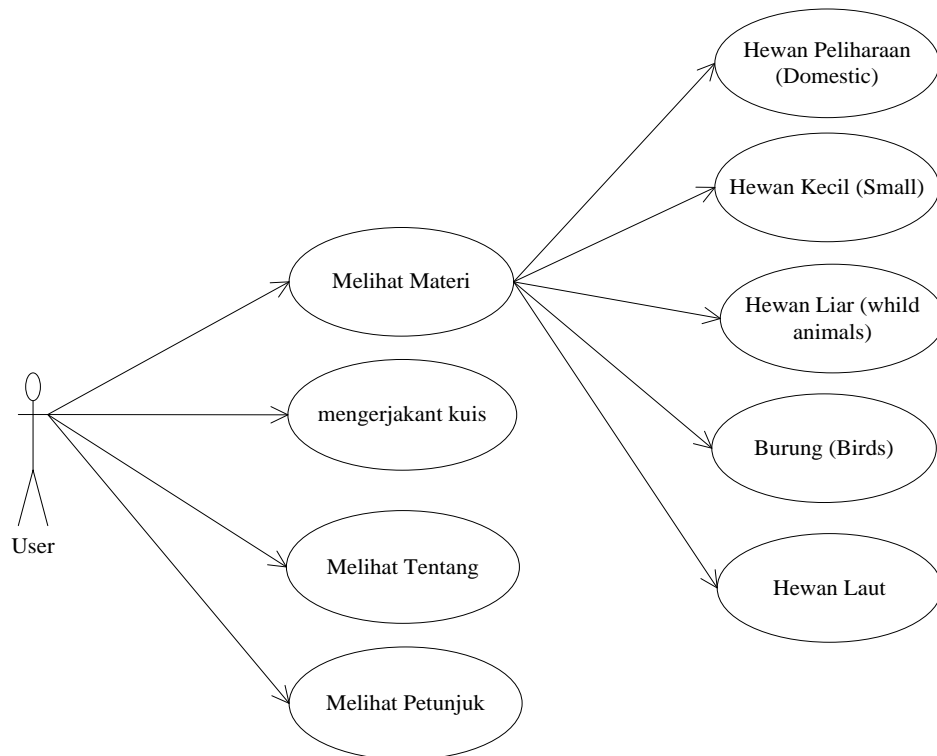 Hewan Peliharaan
(Domestic)
Hewan Kecil (Small)
Melihat Materi
Hewan Liar (whild
animals)
mengerjakant kuis
Burung (Birds)
User
Melihat Tentang
Hewan Laut
Melihat Petunjuk